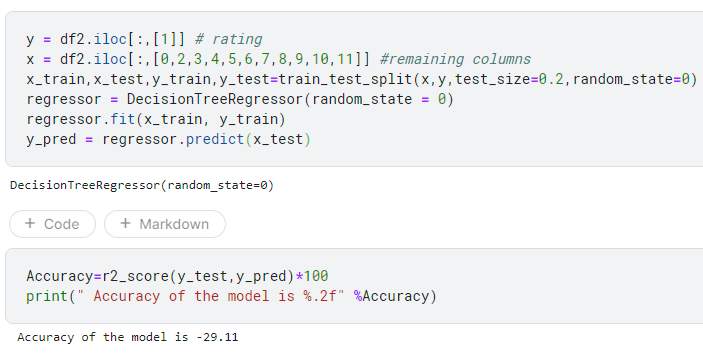 y = df2.iloc[:,[1]] # rating
x = df2.iloc[:,[0,2,3,4,5,6,7,8,9,10,11]] #remaining columns
x_train,x_test,y_train,y_test=train_test_split(x,y,test_size=0.2,random_state=0)
regressor = DecisionTreeRegressor(random_state = 0)
regressor.fit(x_train, y_train)
y_pred = regressor.predict(x_test)
DecisionTreeRegressor(random_state=0)
+ Code + Markdown
Accuracy=r2_score(y_test,y_pred)*100
print(" Accuracy of the model is %.2f" %Accuracy)
Accuracy of the model is -29.11